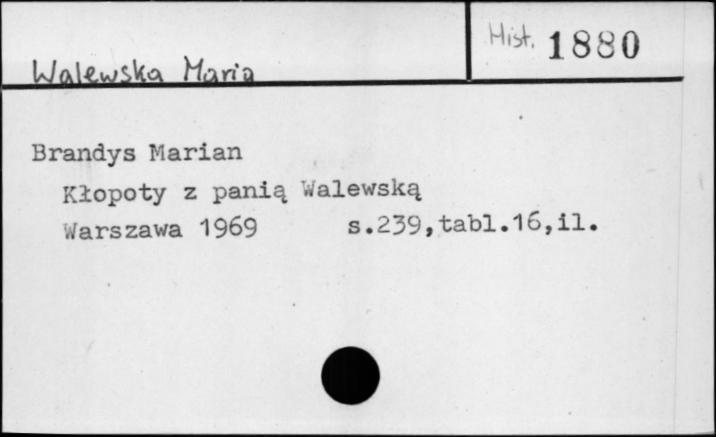 Hist. 1880
Walewska Maria
Brandys Marian
Kłopoty z panią Walewską
Warszawa 1969 s.239,tabl.16,il.